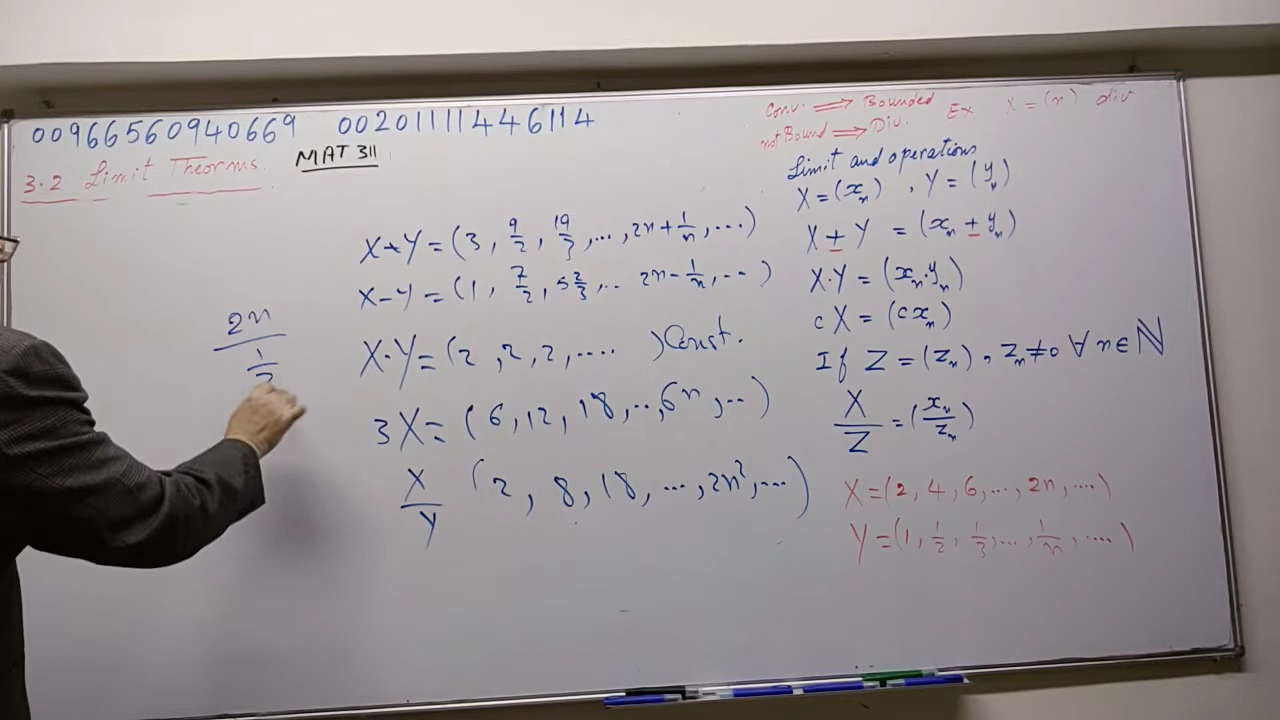 00966560940669 00201111446114
MAT 311
3.2 Limit Theorms.
Conv. ⟹ Bounded
not Bound ⟹ Div. Ex X = (n) div
Limit and operations
X = (xₙ) , Y = (yₙ)
X ± Y = (xₙ ± yₙ)
X·Y = (xₙ·yₙ)
cX = (cxₙ)
If Z = (zₙ), zₙ ≠ 0 ∀ n ∈ ℕ
X/Z = (xₙ/zₙ)
X = (2, 4, 6, ..., 2n, ....)
Y = (1, 1/2, 1/3, ..., 1/n, ....)
X+Y = (3, 9/2, 19/3, ..., 2n + 1/n, ...)
X−Y = (1, 7/2, 5 2/3, .. 2n − 1/n, ...)
X·Y = (2, 2, 2, .... ) Const.
3X = (6, 12, 18, .., 6n, ...)
X/Y (2, 8, 18, ..., 2n², ...)
2n
1